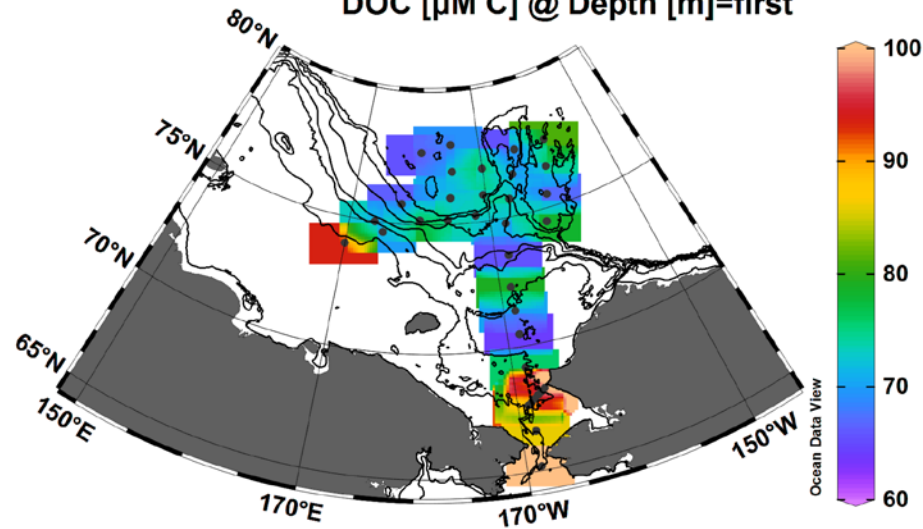 DOC [µM C] @ Depth [m]=first
80°N
75°N
70°N
65°N
150°E
170°E
170°W
150°W
100
90
80
70
60
Ocean Data View